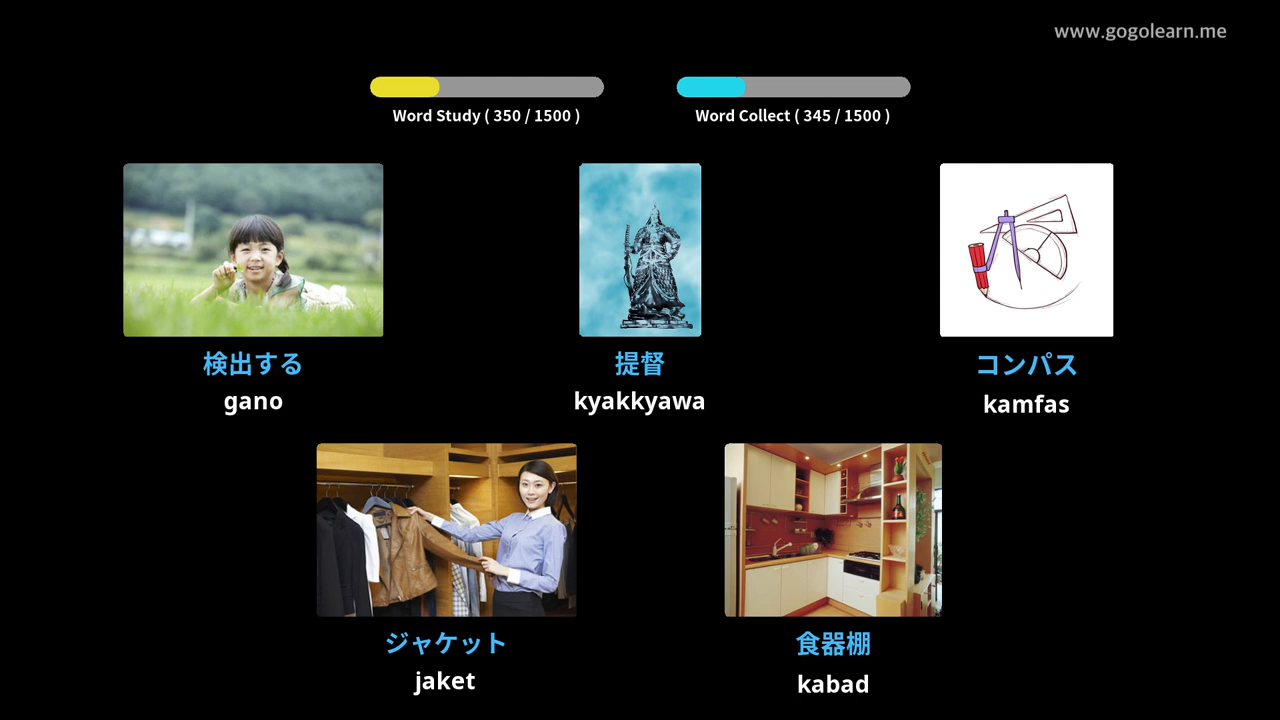 www.gogolearn.me
Word Study ( 350 / 1500 )
Word Collect ( 345 / 1500 )
検出する
gano
提督
kyakkyawa
コンパス
kamfas
ジャケット
jaket
食器棚
kabad